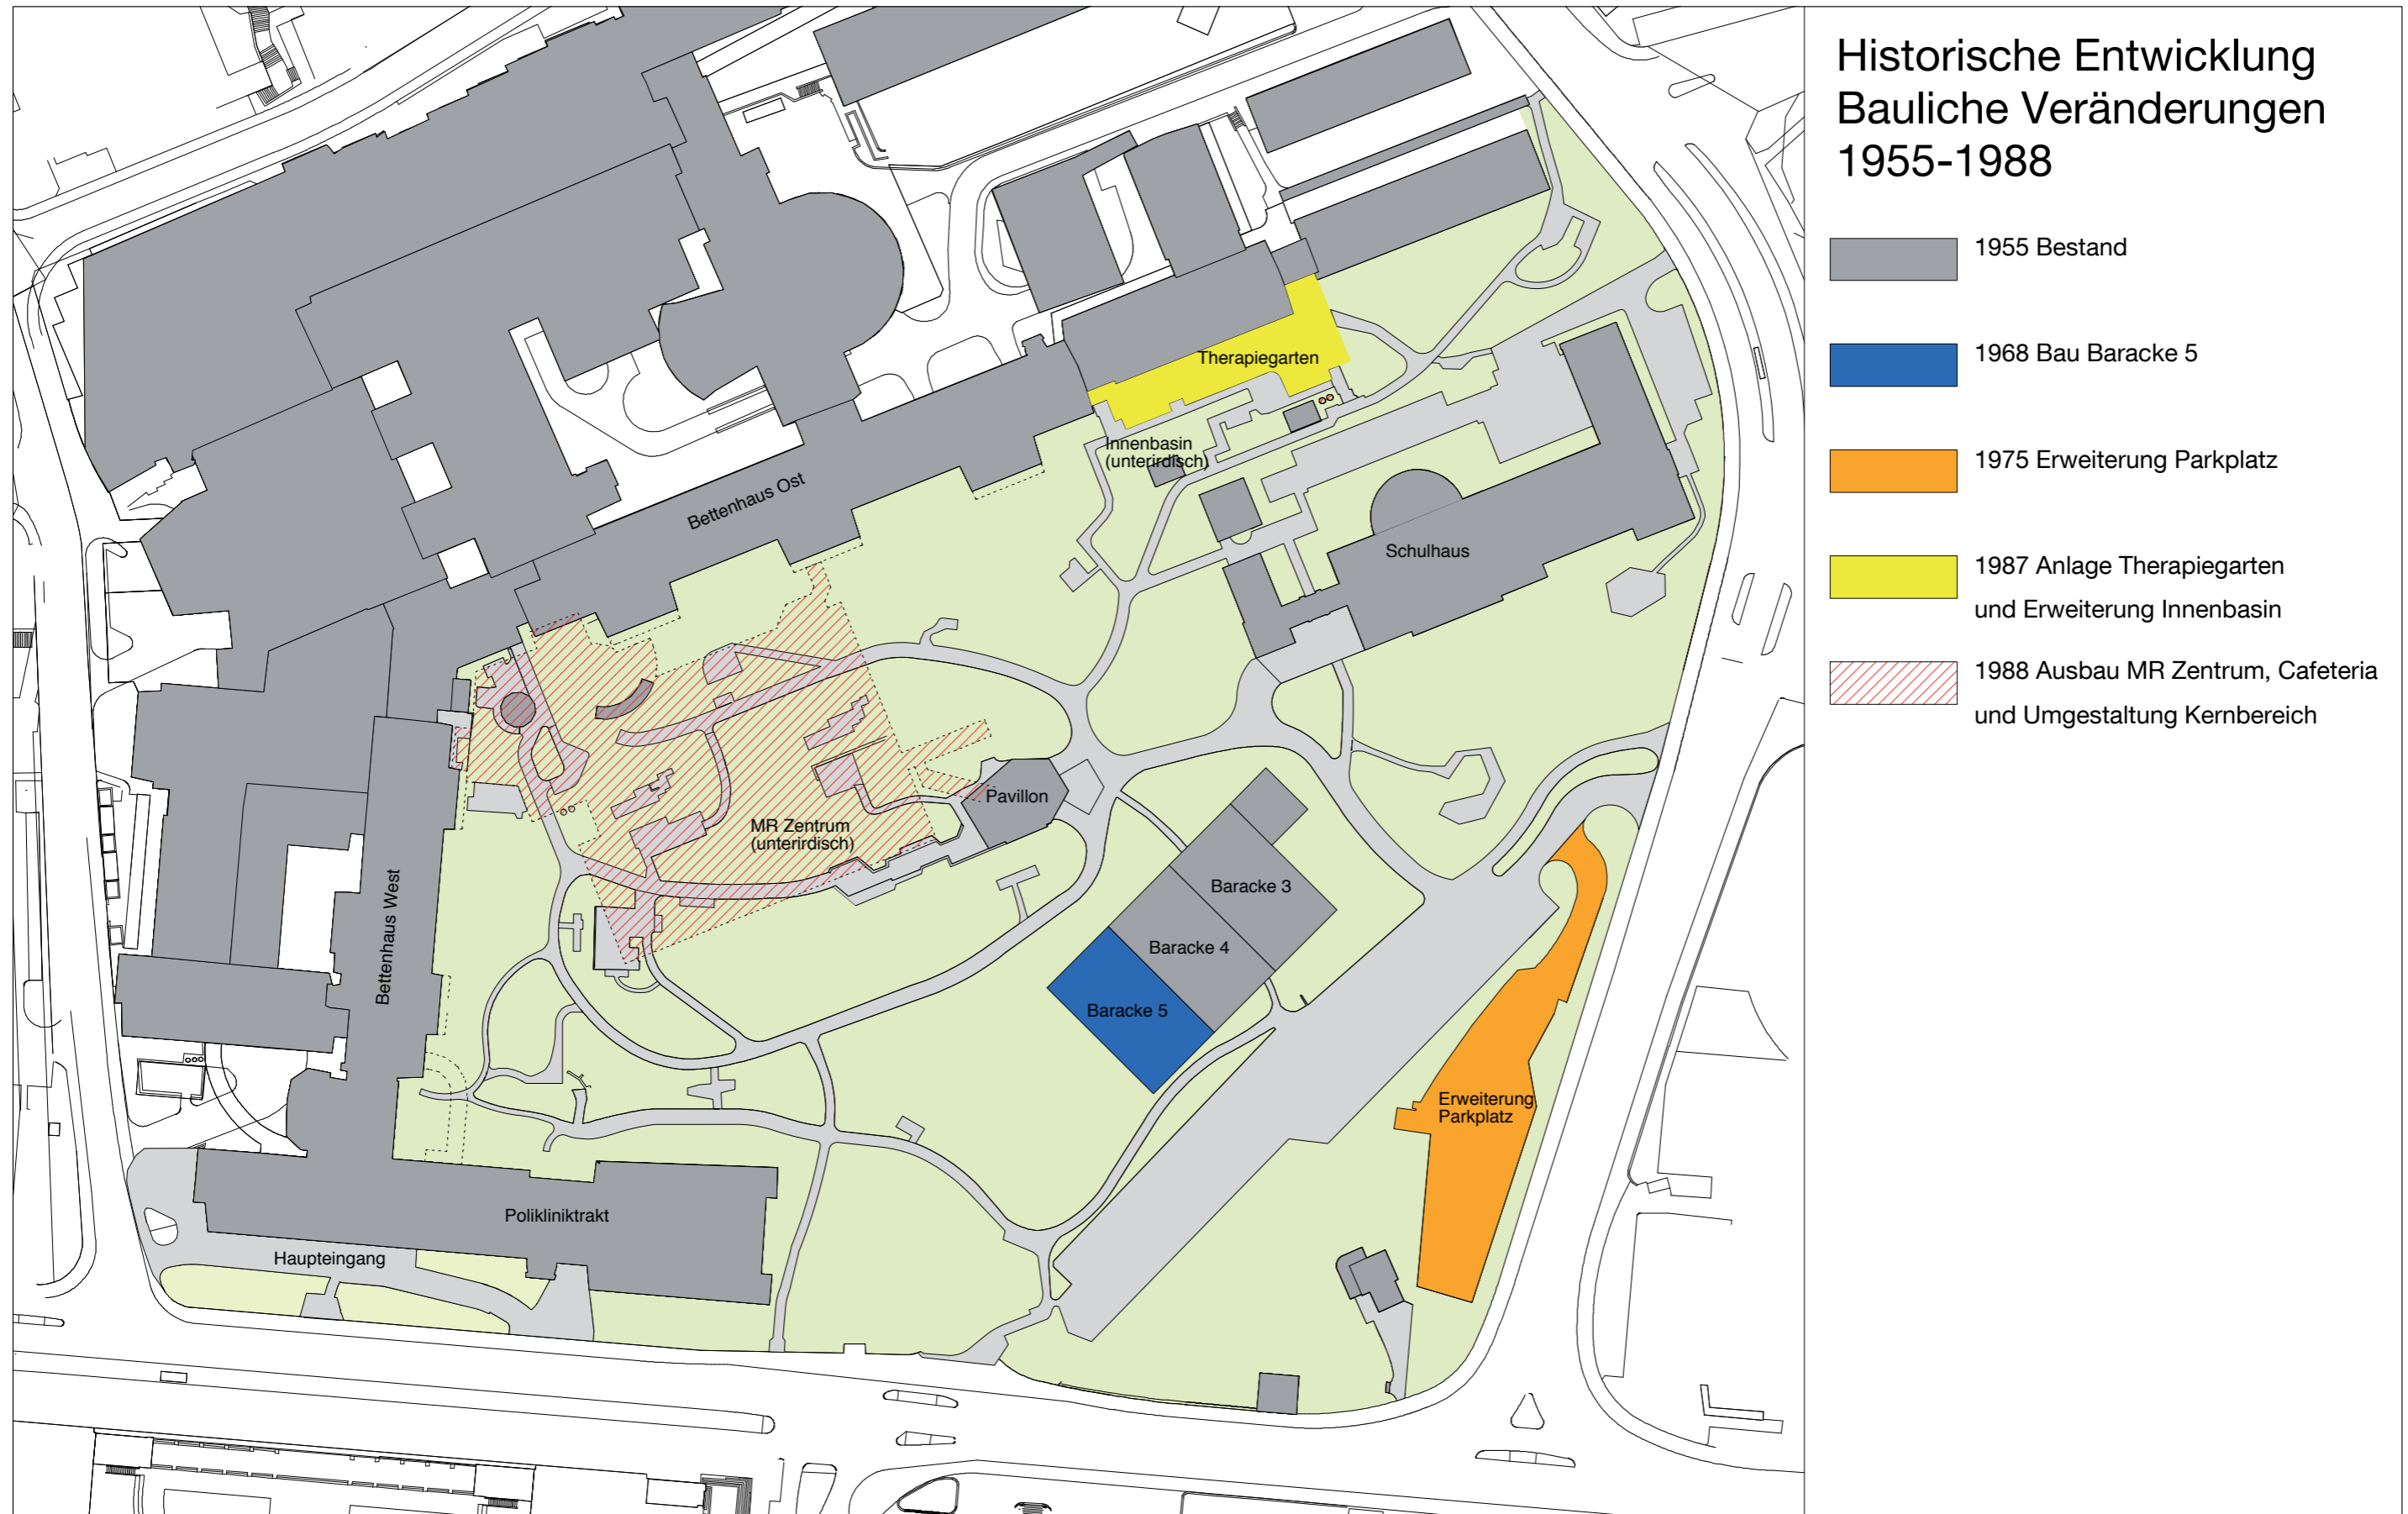 Historische Entwicklung
Bauliche Veränderungen
1955-1988
1955 Bestand
1968 Bau Baracke 5
1975 Erweiterung Parkplatz
1987 Anlage Therapiegarten
und Erweiterung Innenbasin
1988 Ausbau MR Zentrum, Cafeteria
und Umgestaltung Kernbereich
Therapiegarten
Innenbasin
(unterirdisch)
Bettenhaus Ost
Schulhaus
Pavillon
MR Zentrum
(unterirdisch)
Baracke 3
Bettenhaus West
Baracke 4
Baracke 5
Erweiterung
Parkplatz
Polikliniktrakt
Haupteingang